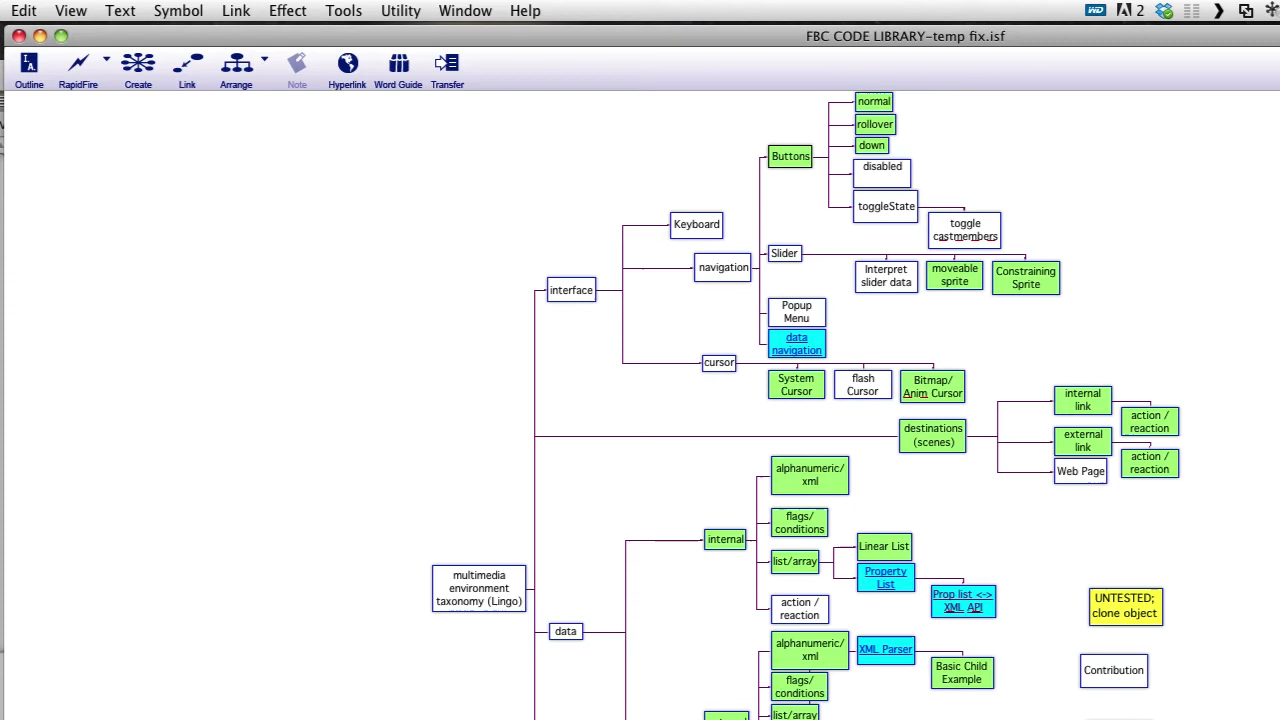 Edit View Text Symbol Link Effect Tools Utility Window Help
WD 2
FBC CODE LIBRARY-temp fix.isf
Outline RapidFire Create Link Arrange Note Hyperlink Word Guide Transfer
normal
rollover
down
disabled
toggleState
toggle
castmembers
Buttons
Keyboard
navigation
Slider
Interpret
slider data
moveable
sprite
Constraining
Sprite
interface
Popup
Menu
data
navigation
cursor
System
Cursor
flash
Cursor
Bitmap/
Anim Cursor
destinations
(scenes)
internal
link
action /
reaction
external
link
action /
reaction
Web Page
alphanumeric/
xml
flags/
conditions
internal
list/array
Linear List
Property
List
Prop list <->
XML API
action /
reaction
multimedia
environment
taxonomy (Lingo)
data
alphanumeric/
xml
XML Parser
Basic Child
Example
flags/
conditions
list/array
UNTESTED;
clone object
Contribution